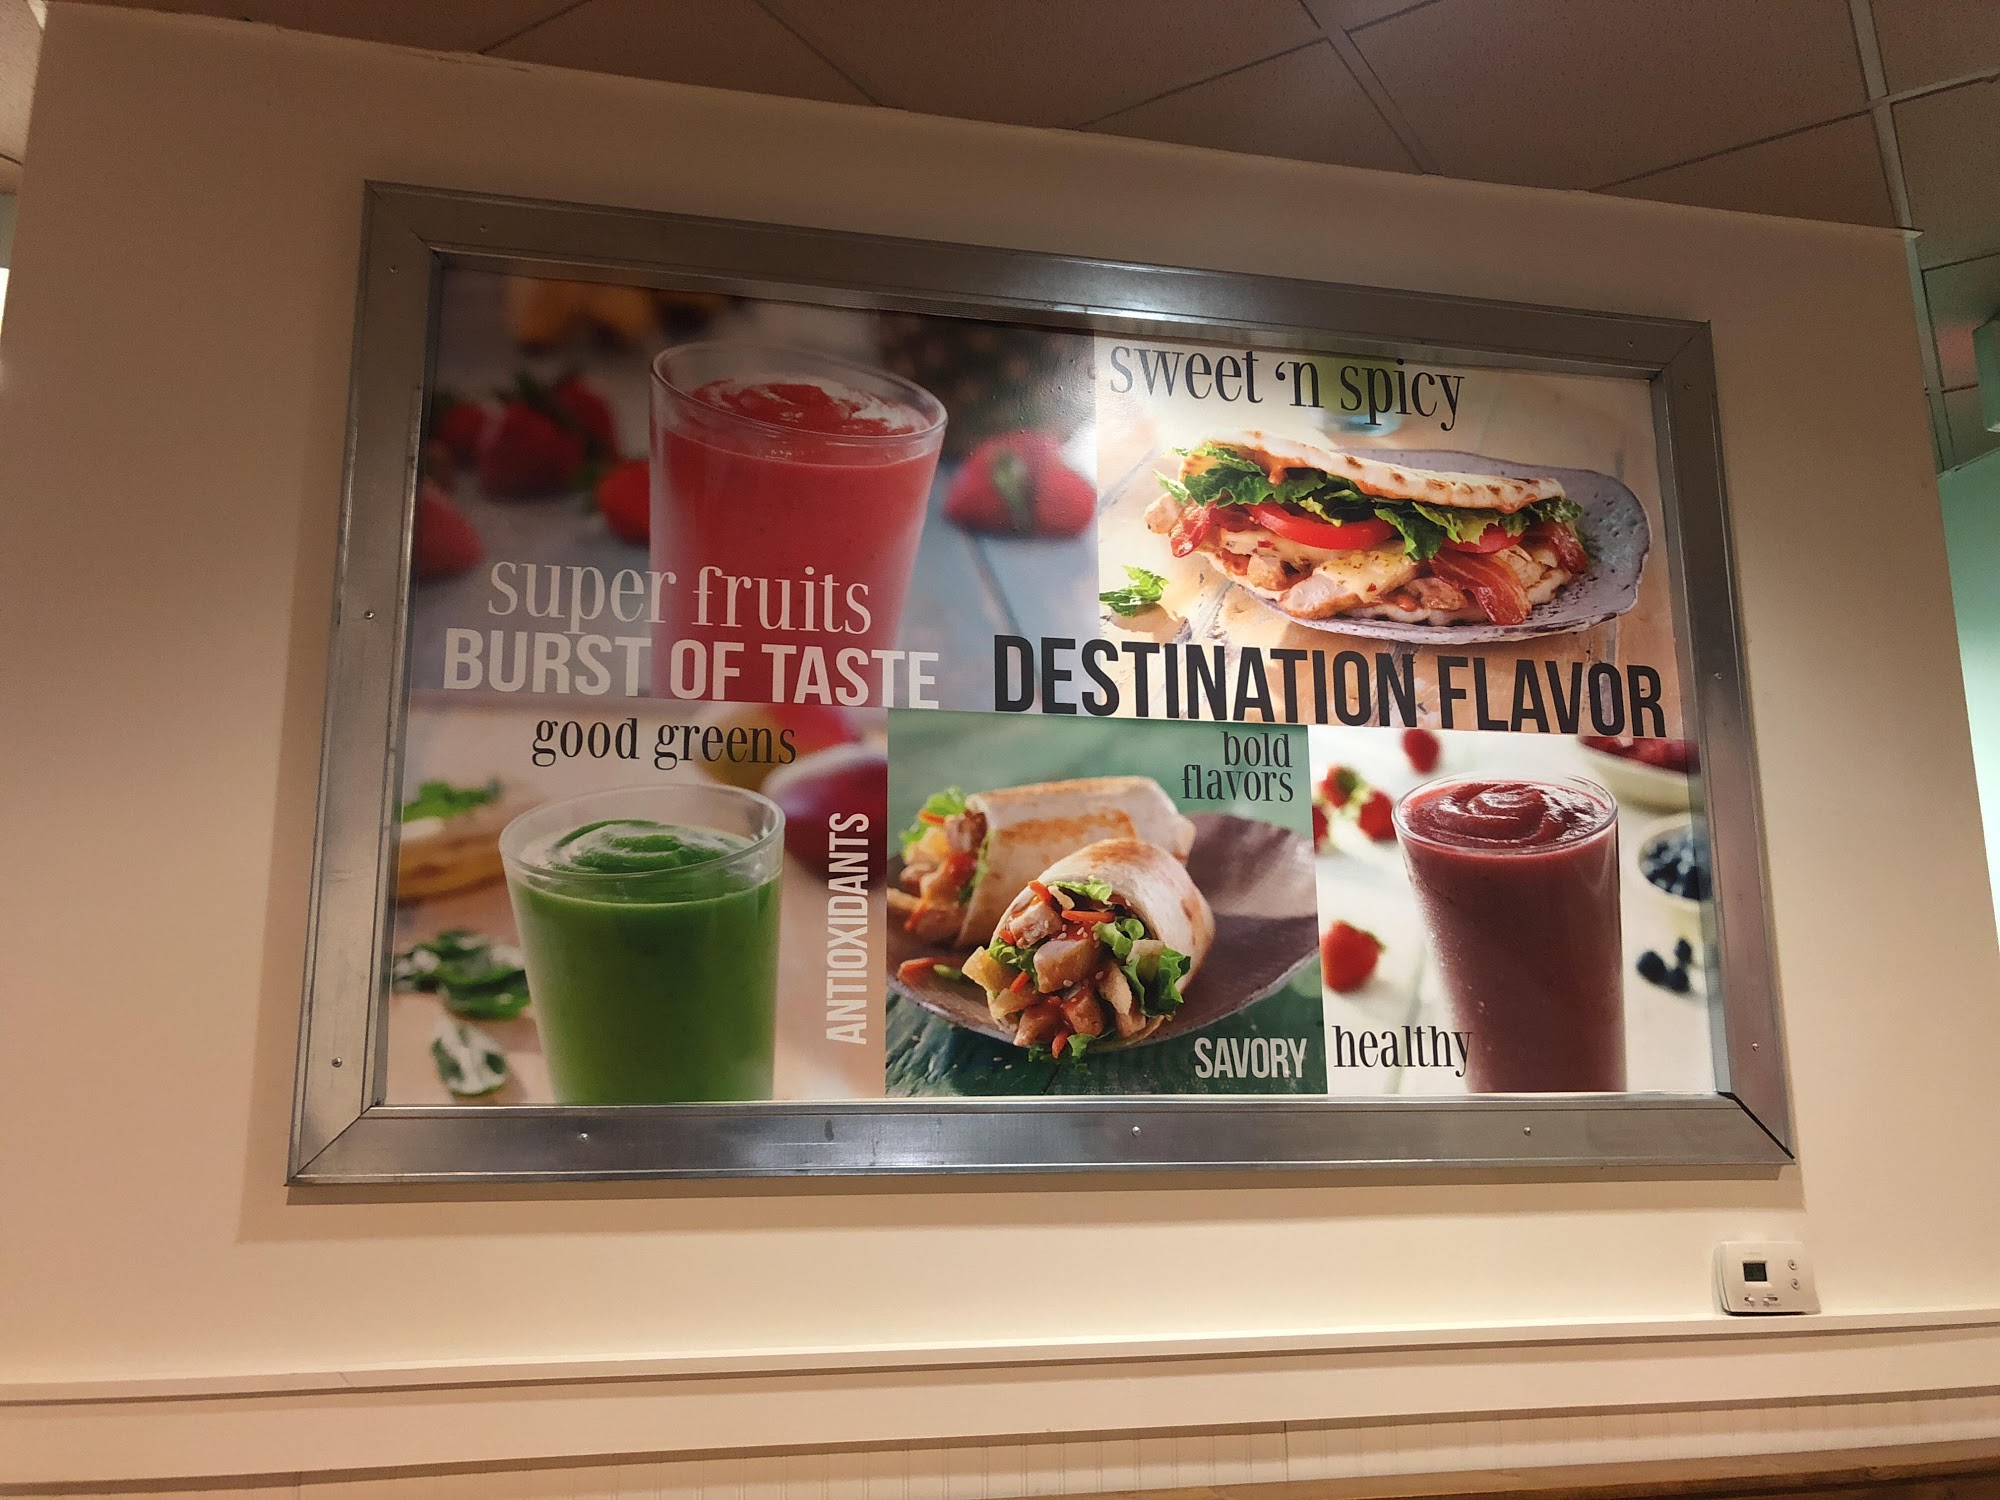 sweet ‘n spicy
super fruits
BURST OF TASTE
DESTINATION FLAVOR
good greens
ANTIOXIDANTS
bold
flavors
SAVORY
healthy